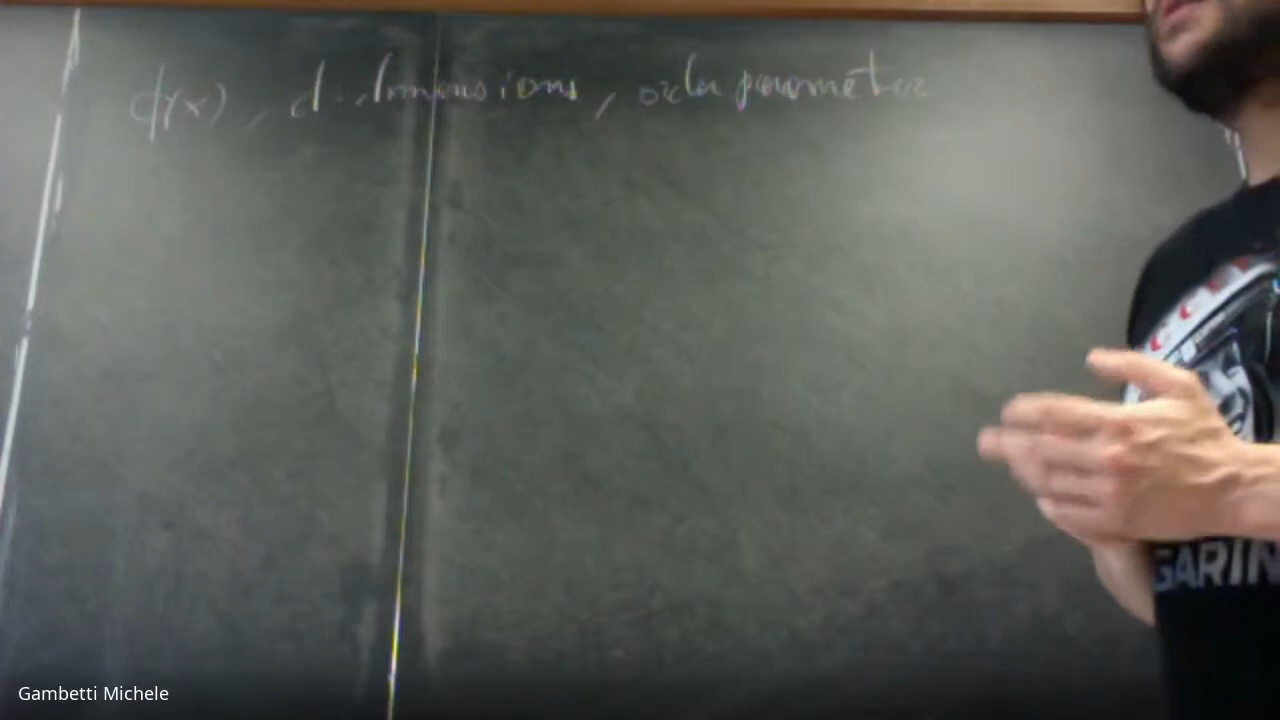 φ(x), d: dimensions, order parameter
GARIN
Gambetti Michele